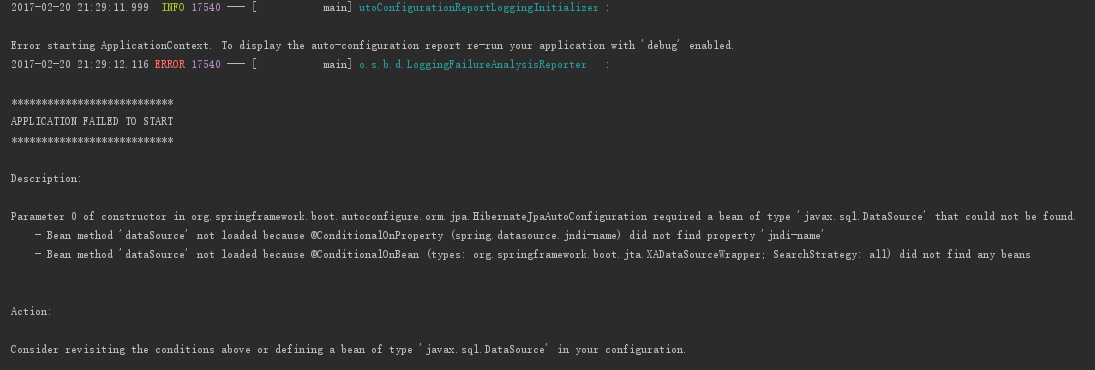 2017-02-20 21:29:11.999  INFO 17540 --- [           main] utoConfigurationReportLoggingInitializer :
Error starting ApplicationContext. To display the auto-configuration report re-run your application with 'debug' enabled.
2017-02-20 21:29:12.116 ERROR 17540 --- [           main] o.s.b.d.LoggingFailureAnalysisReporter   :
***************************
APPLICATION FAILED TO START
***************************
Description:
Parameter 0 of constructor in org.springframework.boot.autoconfigure.orm.jpa.HibernateJpaAutoConfiguration required a bean of type 'javax.sql.DataSource' that could not be found.
    - Bean method 'dataSource' not loaded because @ConditionalOnProperty (spring.datasource.jndi-name) did not find property 'jndi-name'
    - Bean method 'dataSource' not loaded because @ConditionalOnBean (types: org.springframework.boot.jta.XADataSourceWrapper; SearchStrategy: all) did not find any beans
Action:
Consider revisiting the conditions above or defining a bean of type 'javax.sql.DataSource' in your configuration.